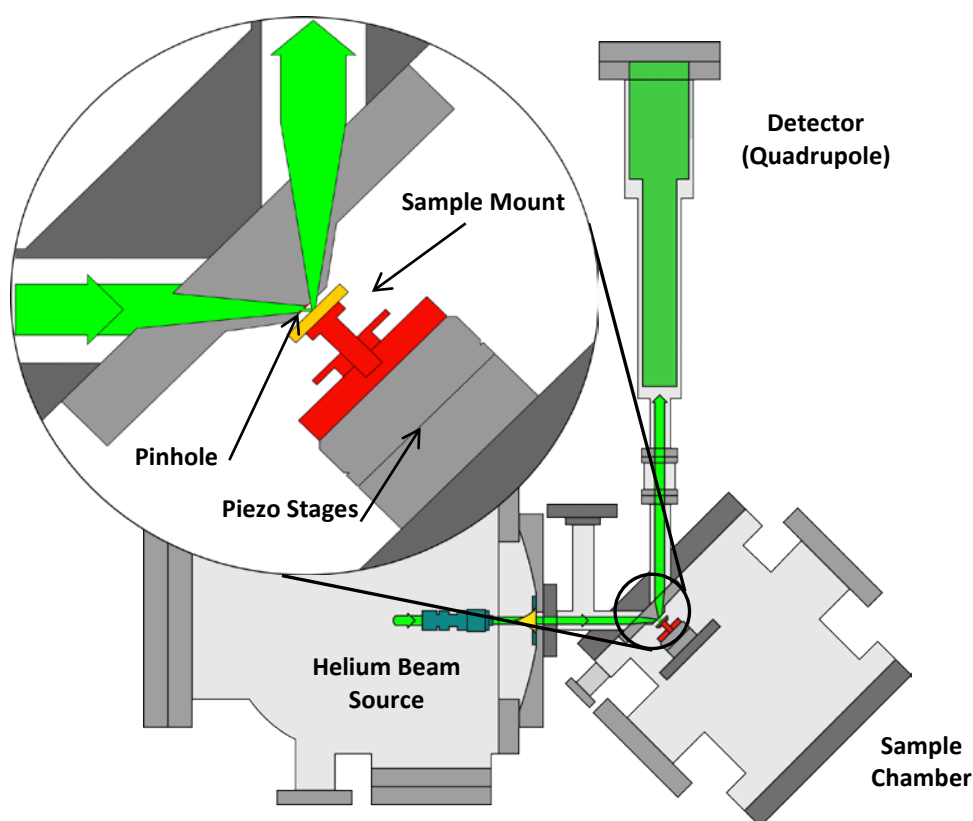 Detector
(Quadrupole)
Sample Mount
Pinhole
Piezo Stages
Helium Beam
Source
Sample
Chamber